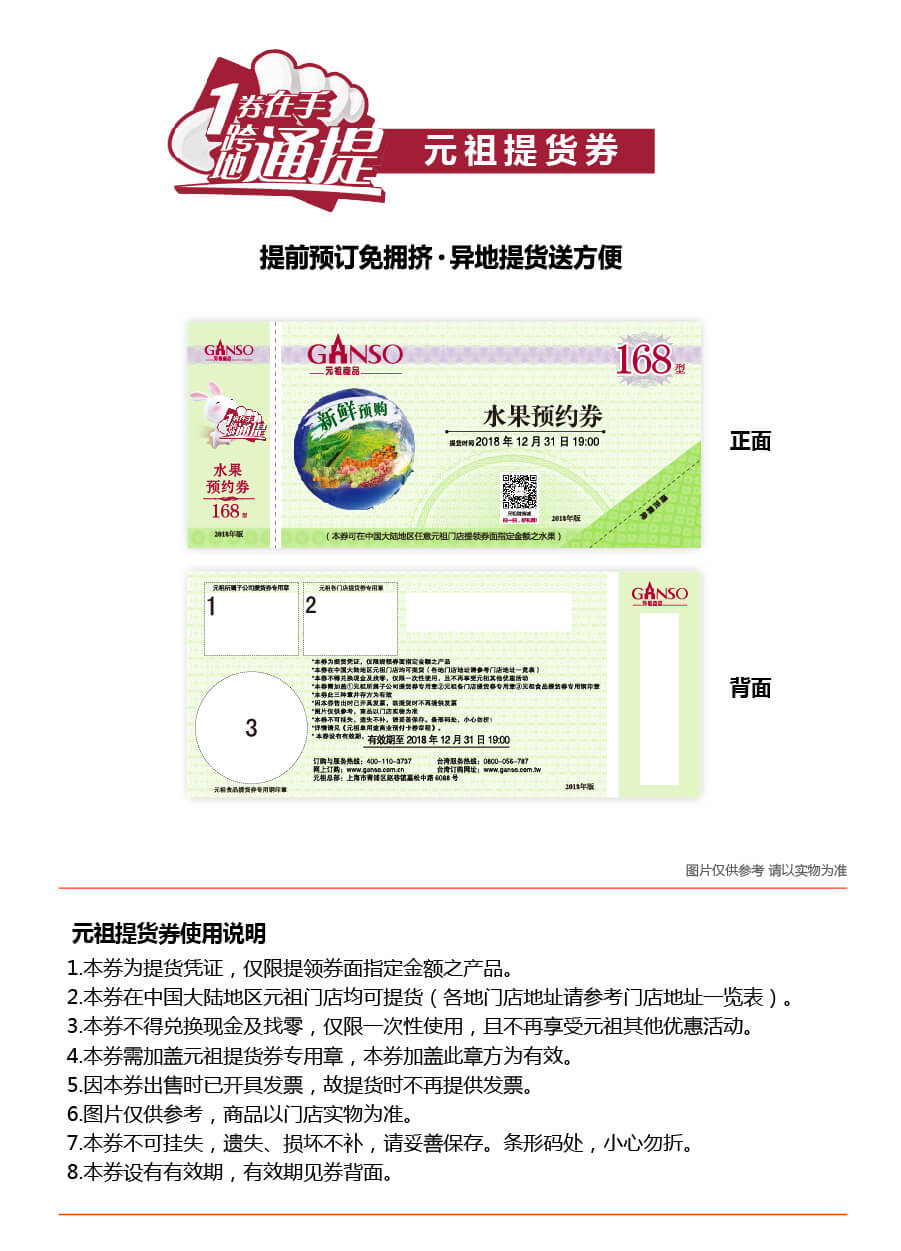 1券在手
跨地通提
元祖提货券
提前预订免拥挤·异地提货送方便
GANSO
元祖食品
1券在手
跨地通提
水果
预约券
168型
2018年版
GANSO
元祖食品
168型
新鲜预购
水果预约券
提货时间 2018 年 12 月 31 日 19:00
2018年版
（本券可在中国大陆地区任意元祖门店提领券面指定金额之水果）
正面
元祖所属子公司提货券专用章
1
元祖各门店提货券专用章
2
3
元祖食品提货券专用钢印章
*本券为提货凭证，仅限提领券面指定金额之产品
*本券在中国大陆地区元祖门店均可提货（各地门店地址请参考门店地址一览表）
*本券不得兑换现金及找零，仅限一次性使用，且不再享受元祖其他优惠活动
*本券需加盖①元祖所属子公司提货券专用章②元祖各门店提货券专用章③元祖食品提货券专用钢印章
*本券此三种章并存方为有效
*因本券售出时已开具发票，故提货时不再提供发票
*图片仅供参考，商品以门店实物为准
*本券不可挂失，遗失不补，请妥善保存。条形码处，小心勿折！
*详情请见《元祖单用途商业预付卡券章程》。
*本券设有有效期，有效期至 2018 年 12 月 31 日 19:00
订购与服务热线：400-110-3737 台湾服务热线：0800-056-787
网上订购：www.ganso.com.cn 台湾订购网址：www.ganso.com.tw
元祖总部：上海市青浦区赵巷镇嘉松中路 6088 号
2018年版
GANSO
元祖食品
背面
图片仅供参考 请以实物为准
元祖提货券使用说明
1.本券为提货凭证，仅限提领券面指定金额之产品。
2.本券在中国大陆地区元祖门店均可提货（各地门店地址请参考门店地址一览表）。
3.本券不得兑换现金及找零，仅限一次性使用，且不再享受元祖其他优惠活动。
4.本券需加盖元祖提货券专用章，本券加盖此章方为有效。
5.因本券出售时已开具发票，故提货时不再提供发票。
6.图片仅供参考，商品以门店实物为准。
7.本券不可挂失，遗失、损坏不补，请妥善保存。条形码处，小心勿折。
8.本券设有有效期，有效期见券背面。